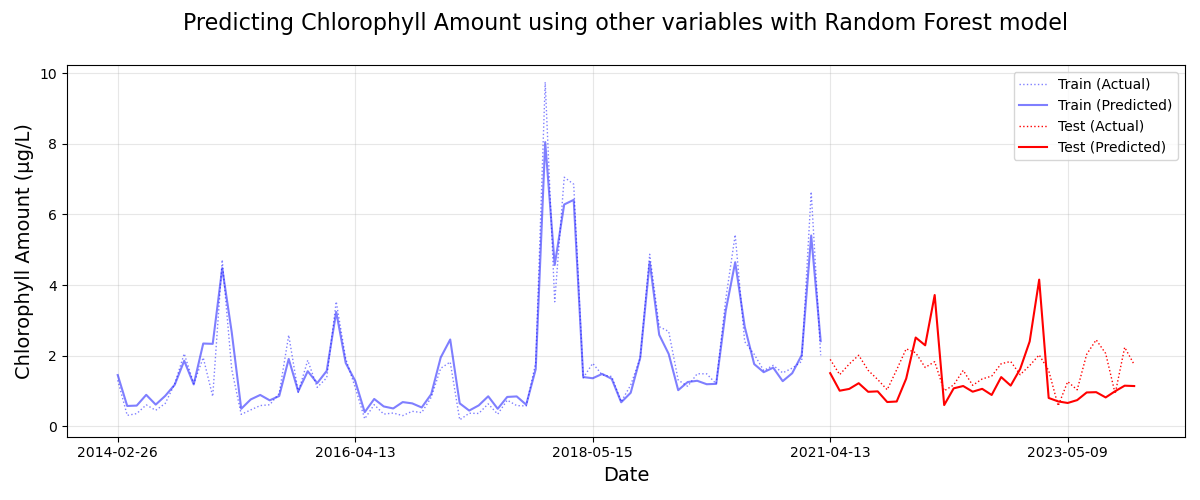 Predicting Chlorophyll Amount using other variables with Random Forest model
Chlorophyll Amount (µg/L)
10
8
6
4
2
0
Train (Actual)
Train (Predicted)
Test (Actual)
Test (Predicted)
2014-02-26 2016-04-13 2018-05-15 2021-04-13 2023-05-09
Date